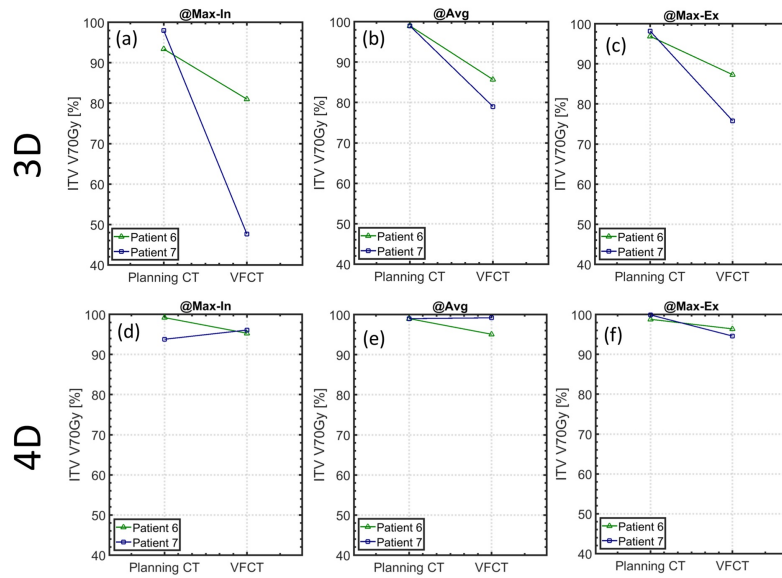 3D
@Max-In
(a)
ITV V70Gy [%]
100
90
80
70
60
50
40
Patient 6
Patient 7
Planning CT VFCT
@Avg
(b)
ITV V70Gy [%]
100
90
80
70
60
50
40
Patient 6
Patient 7
Planning CT VFCT
@Max-Ex
(c)
ITV V70Gy [%]
100
90
80
70
60
50
40
Patient 6
Patient 7
Planning CT VFCT
4D
@Max-In
(d)
ITV V70Gy [%]
100
90
80
70
60
50
40
Patient 6
Patient 7
Planning CT VFCT
@Avg
(e)
ITV V70Gy [%]
100
90
80
70
60
50
40
Patient 6
Patient 7
Planning CT VFCT
@Max-Ex
(f)
ITV V70Gy [%]
100
90
80
70
60
50
40
Patient 6
Patient 7
Planning CT VFCT